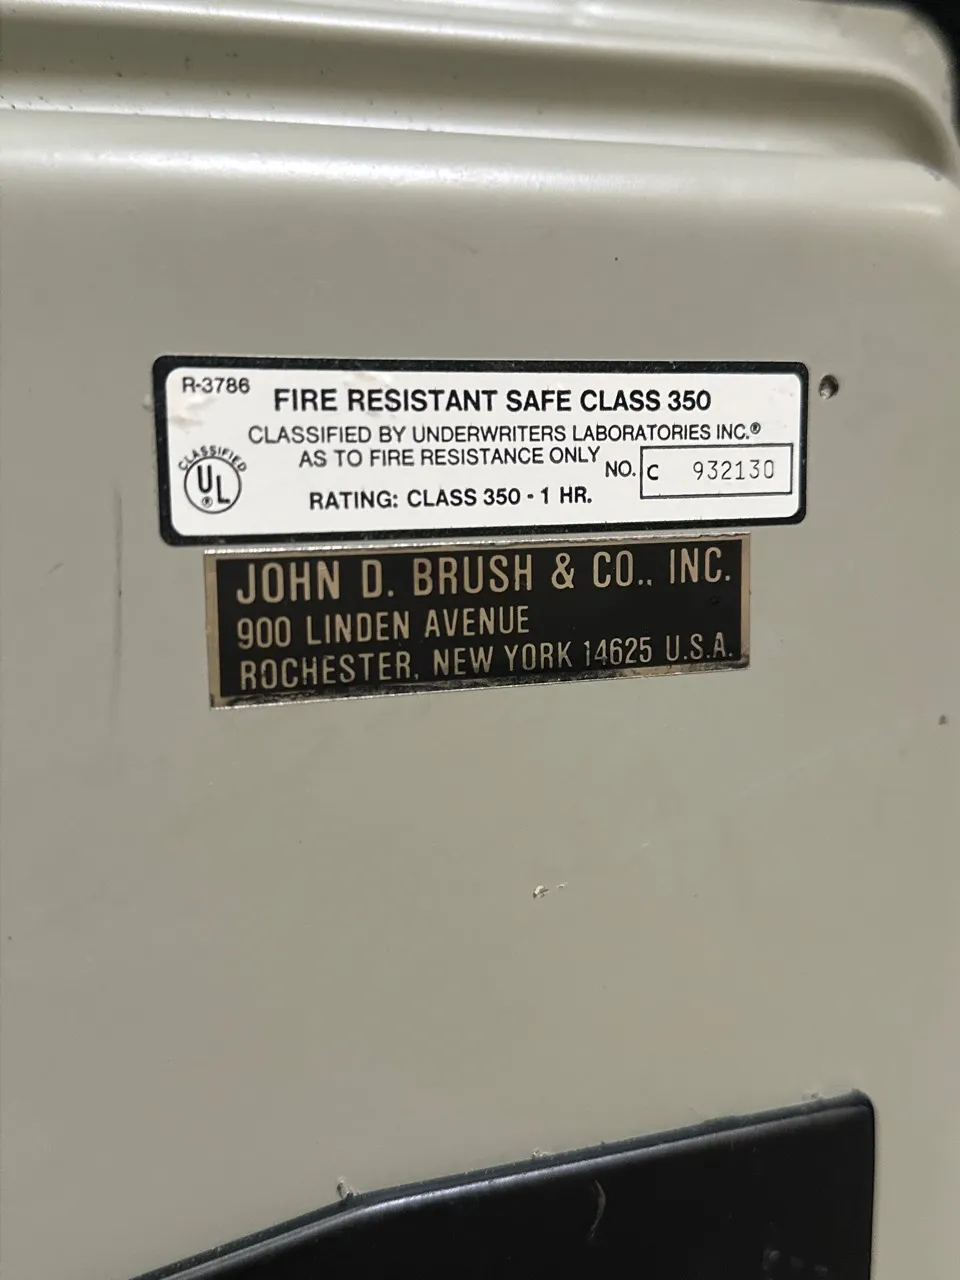 R-3786
FIRE RESISTANT SAFE CLASS 350
CLASSIFIED BY UNDERWRITERS LABORATORIES INC.®
AS TO FIRE RESISTANCE ONLY
NO. C 932130
CLASSIFIED
UL®
RATING: CLASS 350 - 1 HR.
JOHN D. BRUSH & CO., INC.
900 LINDEN AVENUE
ROCHESTER, NEW YORK 14625 U.S.A.